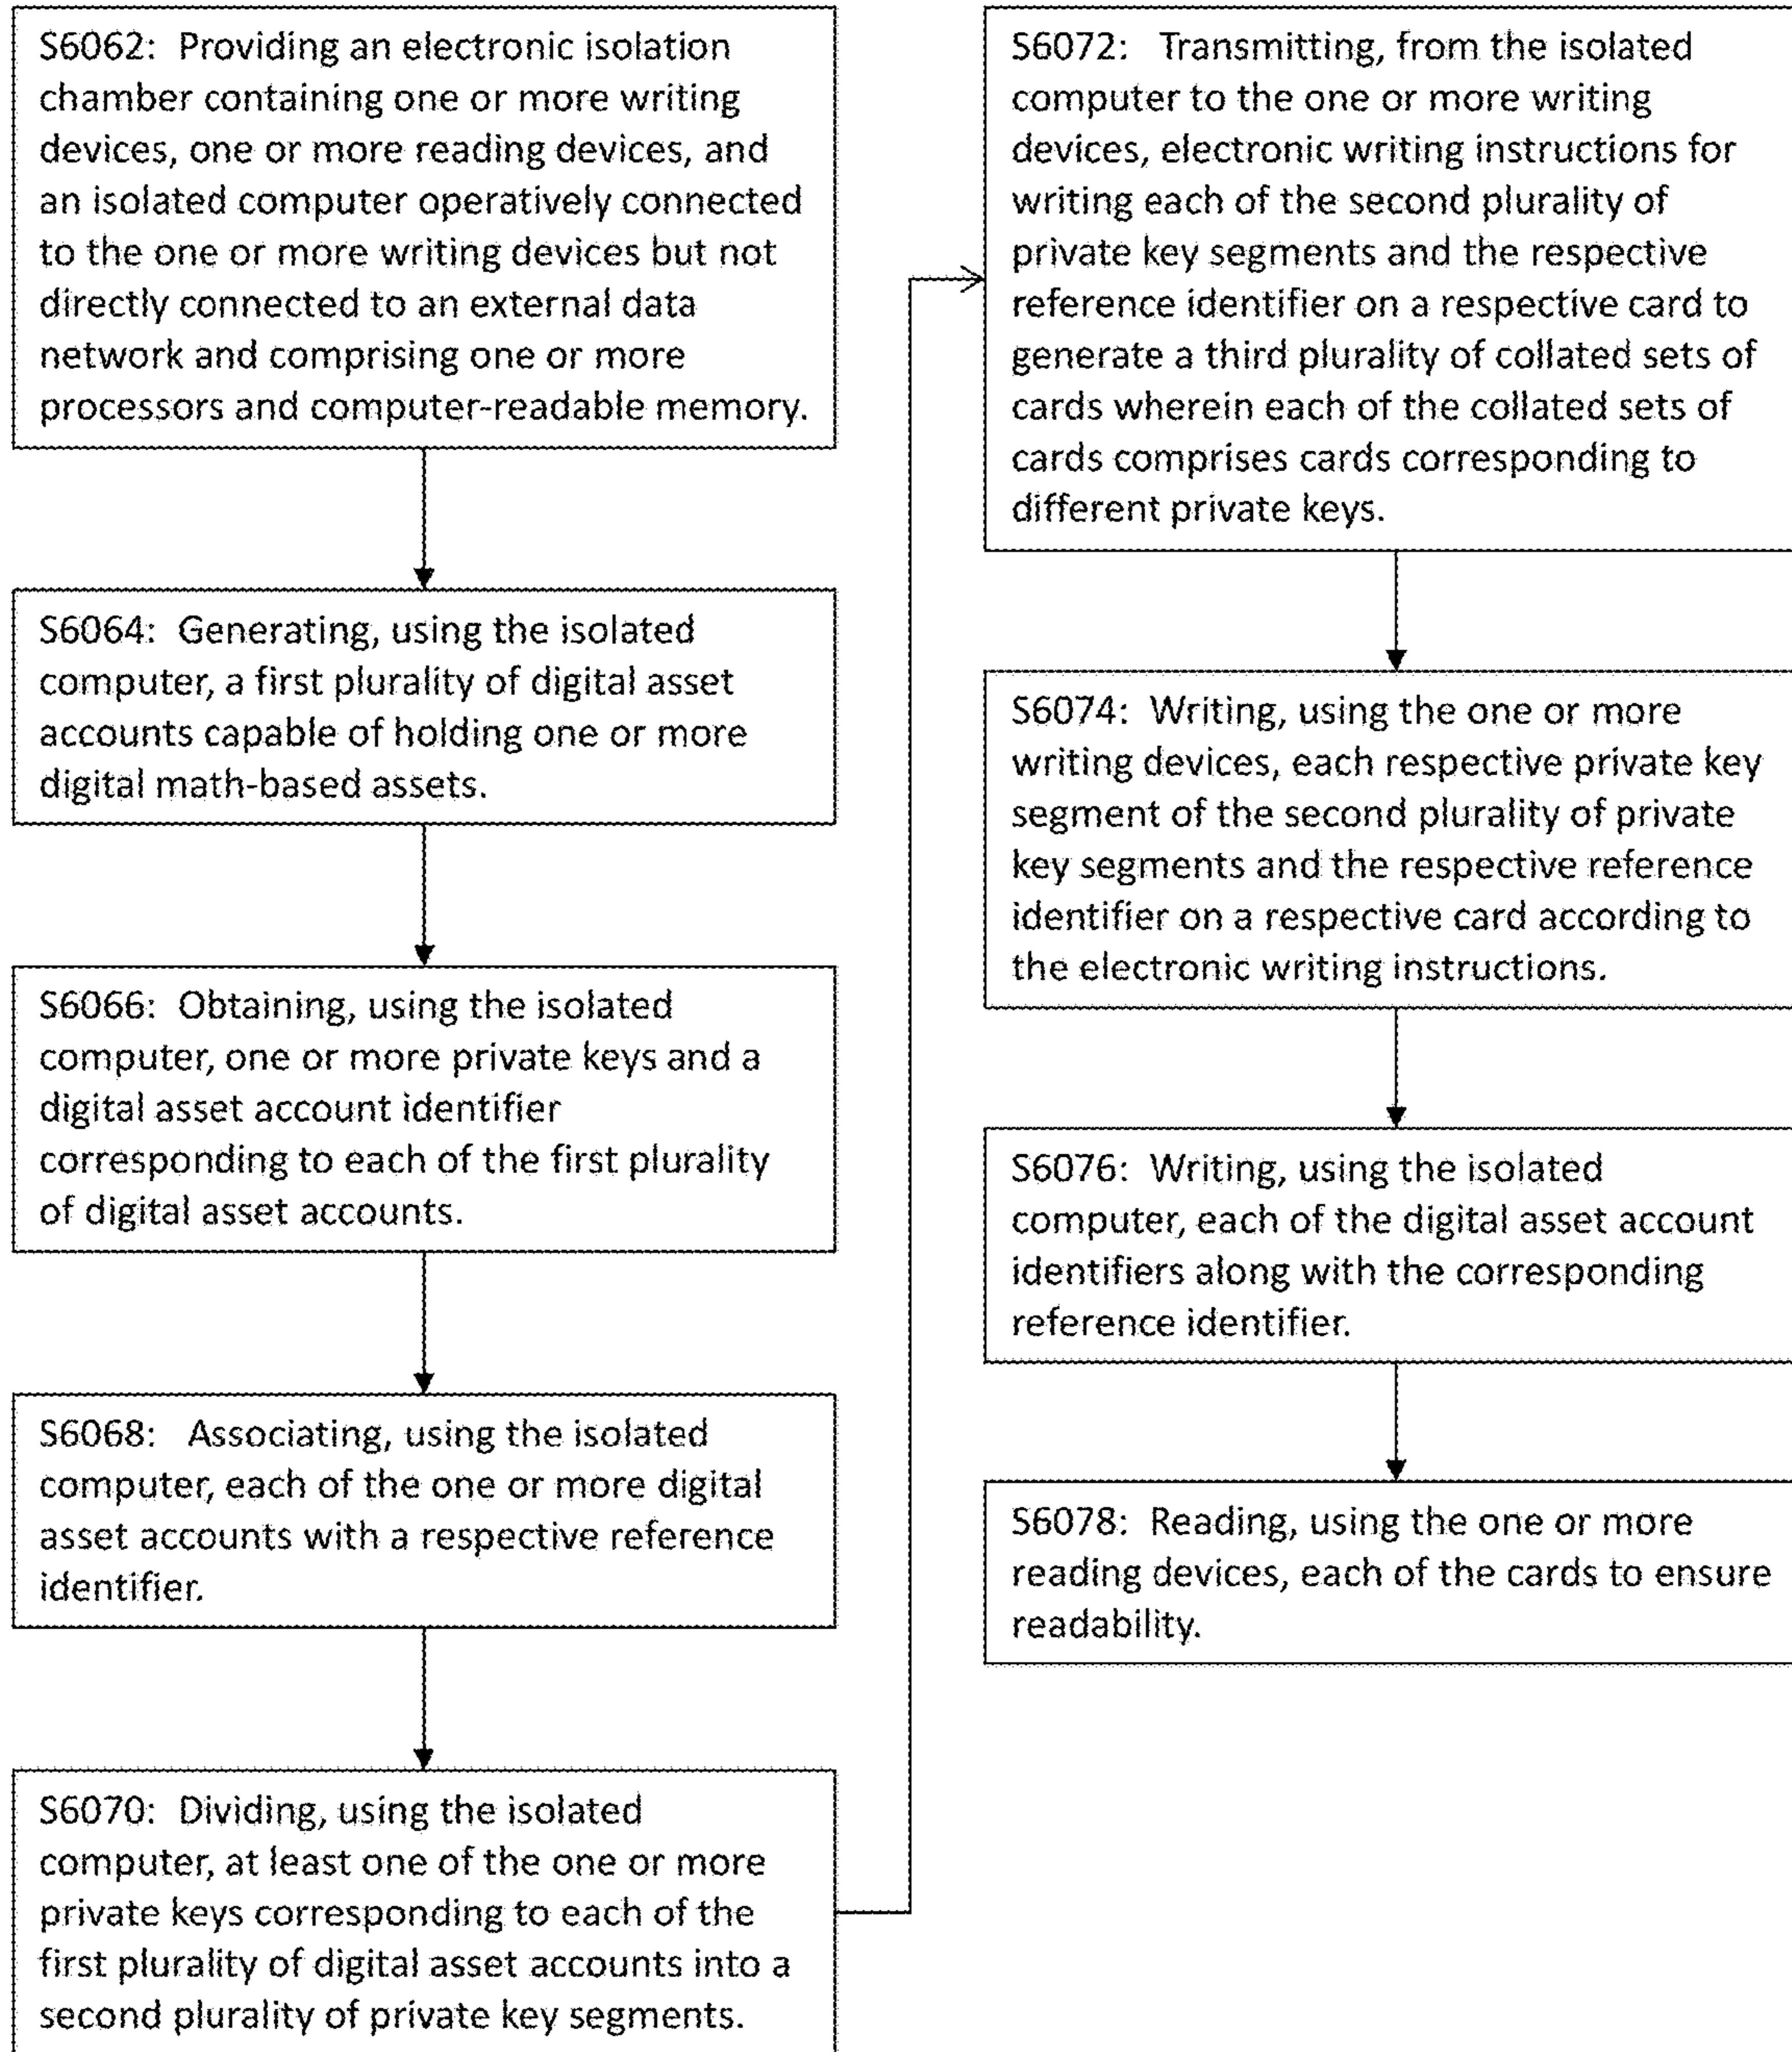 S6062: Providing an electronic isolation
chamber containing one or more writing
devices, one or more reading devices, and
an isolated computer operatively connected
to the one or more writing devices but not
directly connected to an external data
network and comprising one or more
processors and computer-readable memory.
S6064: Generating, using the isolated
computer, a first plurality of digital asset
accounts capable of holding one or more
digital math-based assets.
S6066: Obtaining, using the isolated
computer, one or more private keys and a
digital asset account identifier
corresponding to each of the first plurality
of digital asset accounts.
S6068: Associating, using the isolated
computer, each of the one or more digital
asset accounts with a respective reference
identifier.
S6070: Dividing, using the isolated
computer, at least one of the one or more
private keys corresponding to each of the
first plurality of digital asset accounts into a
second plurality of private key segments.
S6072: Transmitting, from the isolated
computer to the one or more writing
devices, electronic writing instructions for
writing each of the second plurality of
private key segments and the respective
reference identifier on a respective card to
generate a third plurality of collated sets of
cards wherein each of the collated sets of
cards comprises cards corresponding to
different private keys.
S6074: Writing, using the one or more
writing devices, each respective private key
segment of the second plurality of private
key segments and the respective reference
identifier on a respective card according to
the electronic writing instructions.
S6076: Writing, using the isolated
computer, each of the digital asset account
identifiers along with the corresponding
reference identifier.
S6078: Reading, using the one or more
reading devices, each of the cards to ensure
readability.